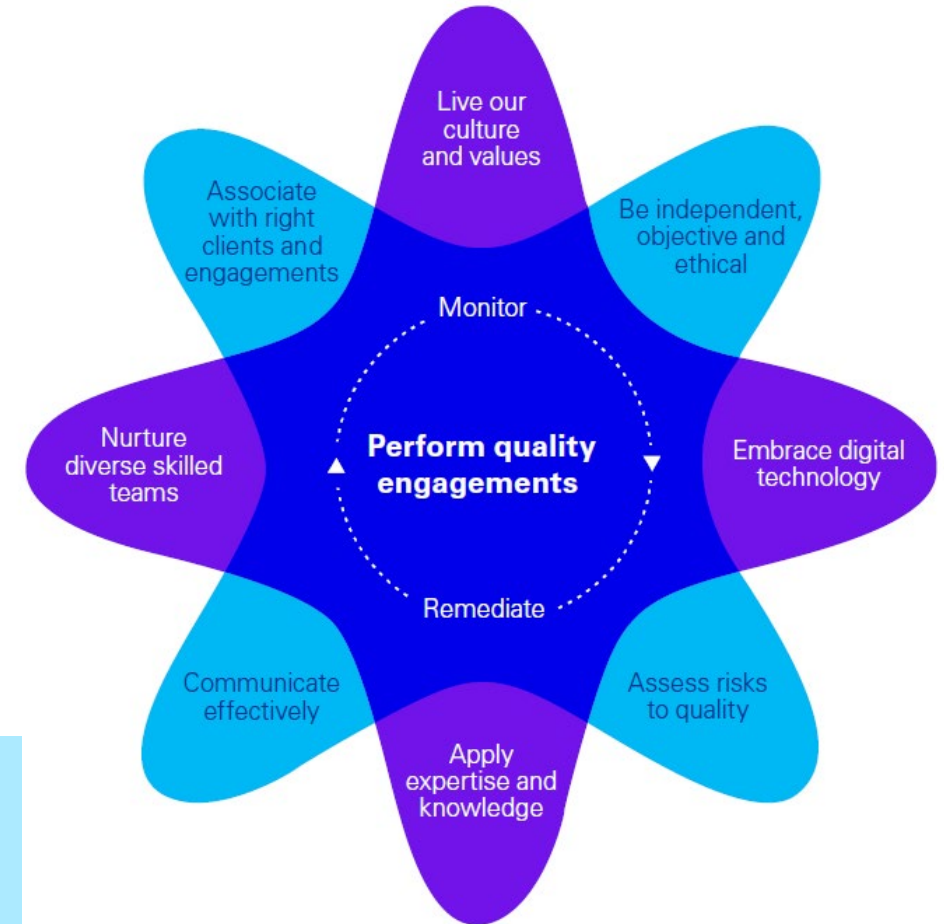 Live our
culture
and values
Be independent,
objective and
ethical
Embrace digital
technology
Assess risks
to quality
Apply
expertise and
knowledge
Communicate
effectively
Nurture
diverse skilled
teams
Associate
with right
clients and
engagements
Monitor
Perform quality
engagements
Remediate